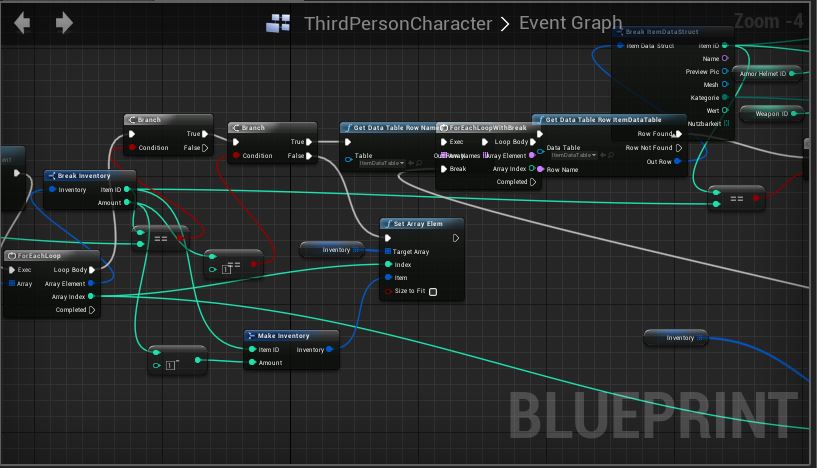 ThirdPersonCharacter > Event Graph
Zoom -4
Break ItemDataStruct
Item Data Struct
Item ID
Name
Preview Pic
Mesh
Kategorie
Wert
Nutzbarkeit
Armor Helmet ID
Weapon ID
Branch
True
Condition
False
Branch
True
Condition
False
Get Data Table Row Names
Table
ItemDataTable
ForEachLoopWithBreak
Exec
Loop Body
Array Element
Break
Array Index
Completed
Get Data Table Row ItemDataTable
Row Found
Data Table
ItemDataTable
Row Not Found
Out Row
Row Name
Break Inventory
Inventory
Item ID
Amount
==
==
1
==
ForEachLoop
Exec
Loop Body
Array
Array Element
Array Index
Completed
Inventory
Set Array Elem
Target Array
Index
Item
Size to Fit
Make Inventory
Item ID
Inventory
Amount
1
-
Inventory
BLUEPRINT